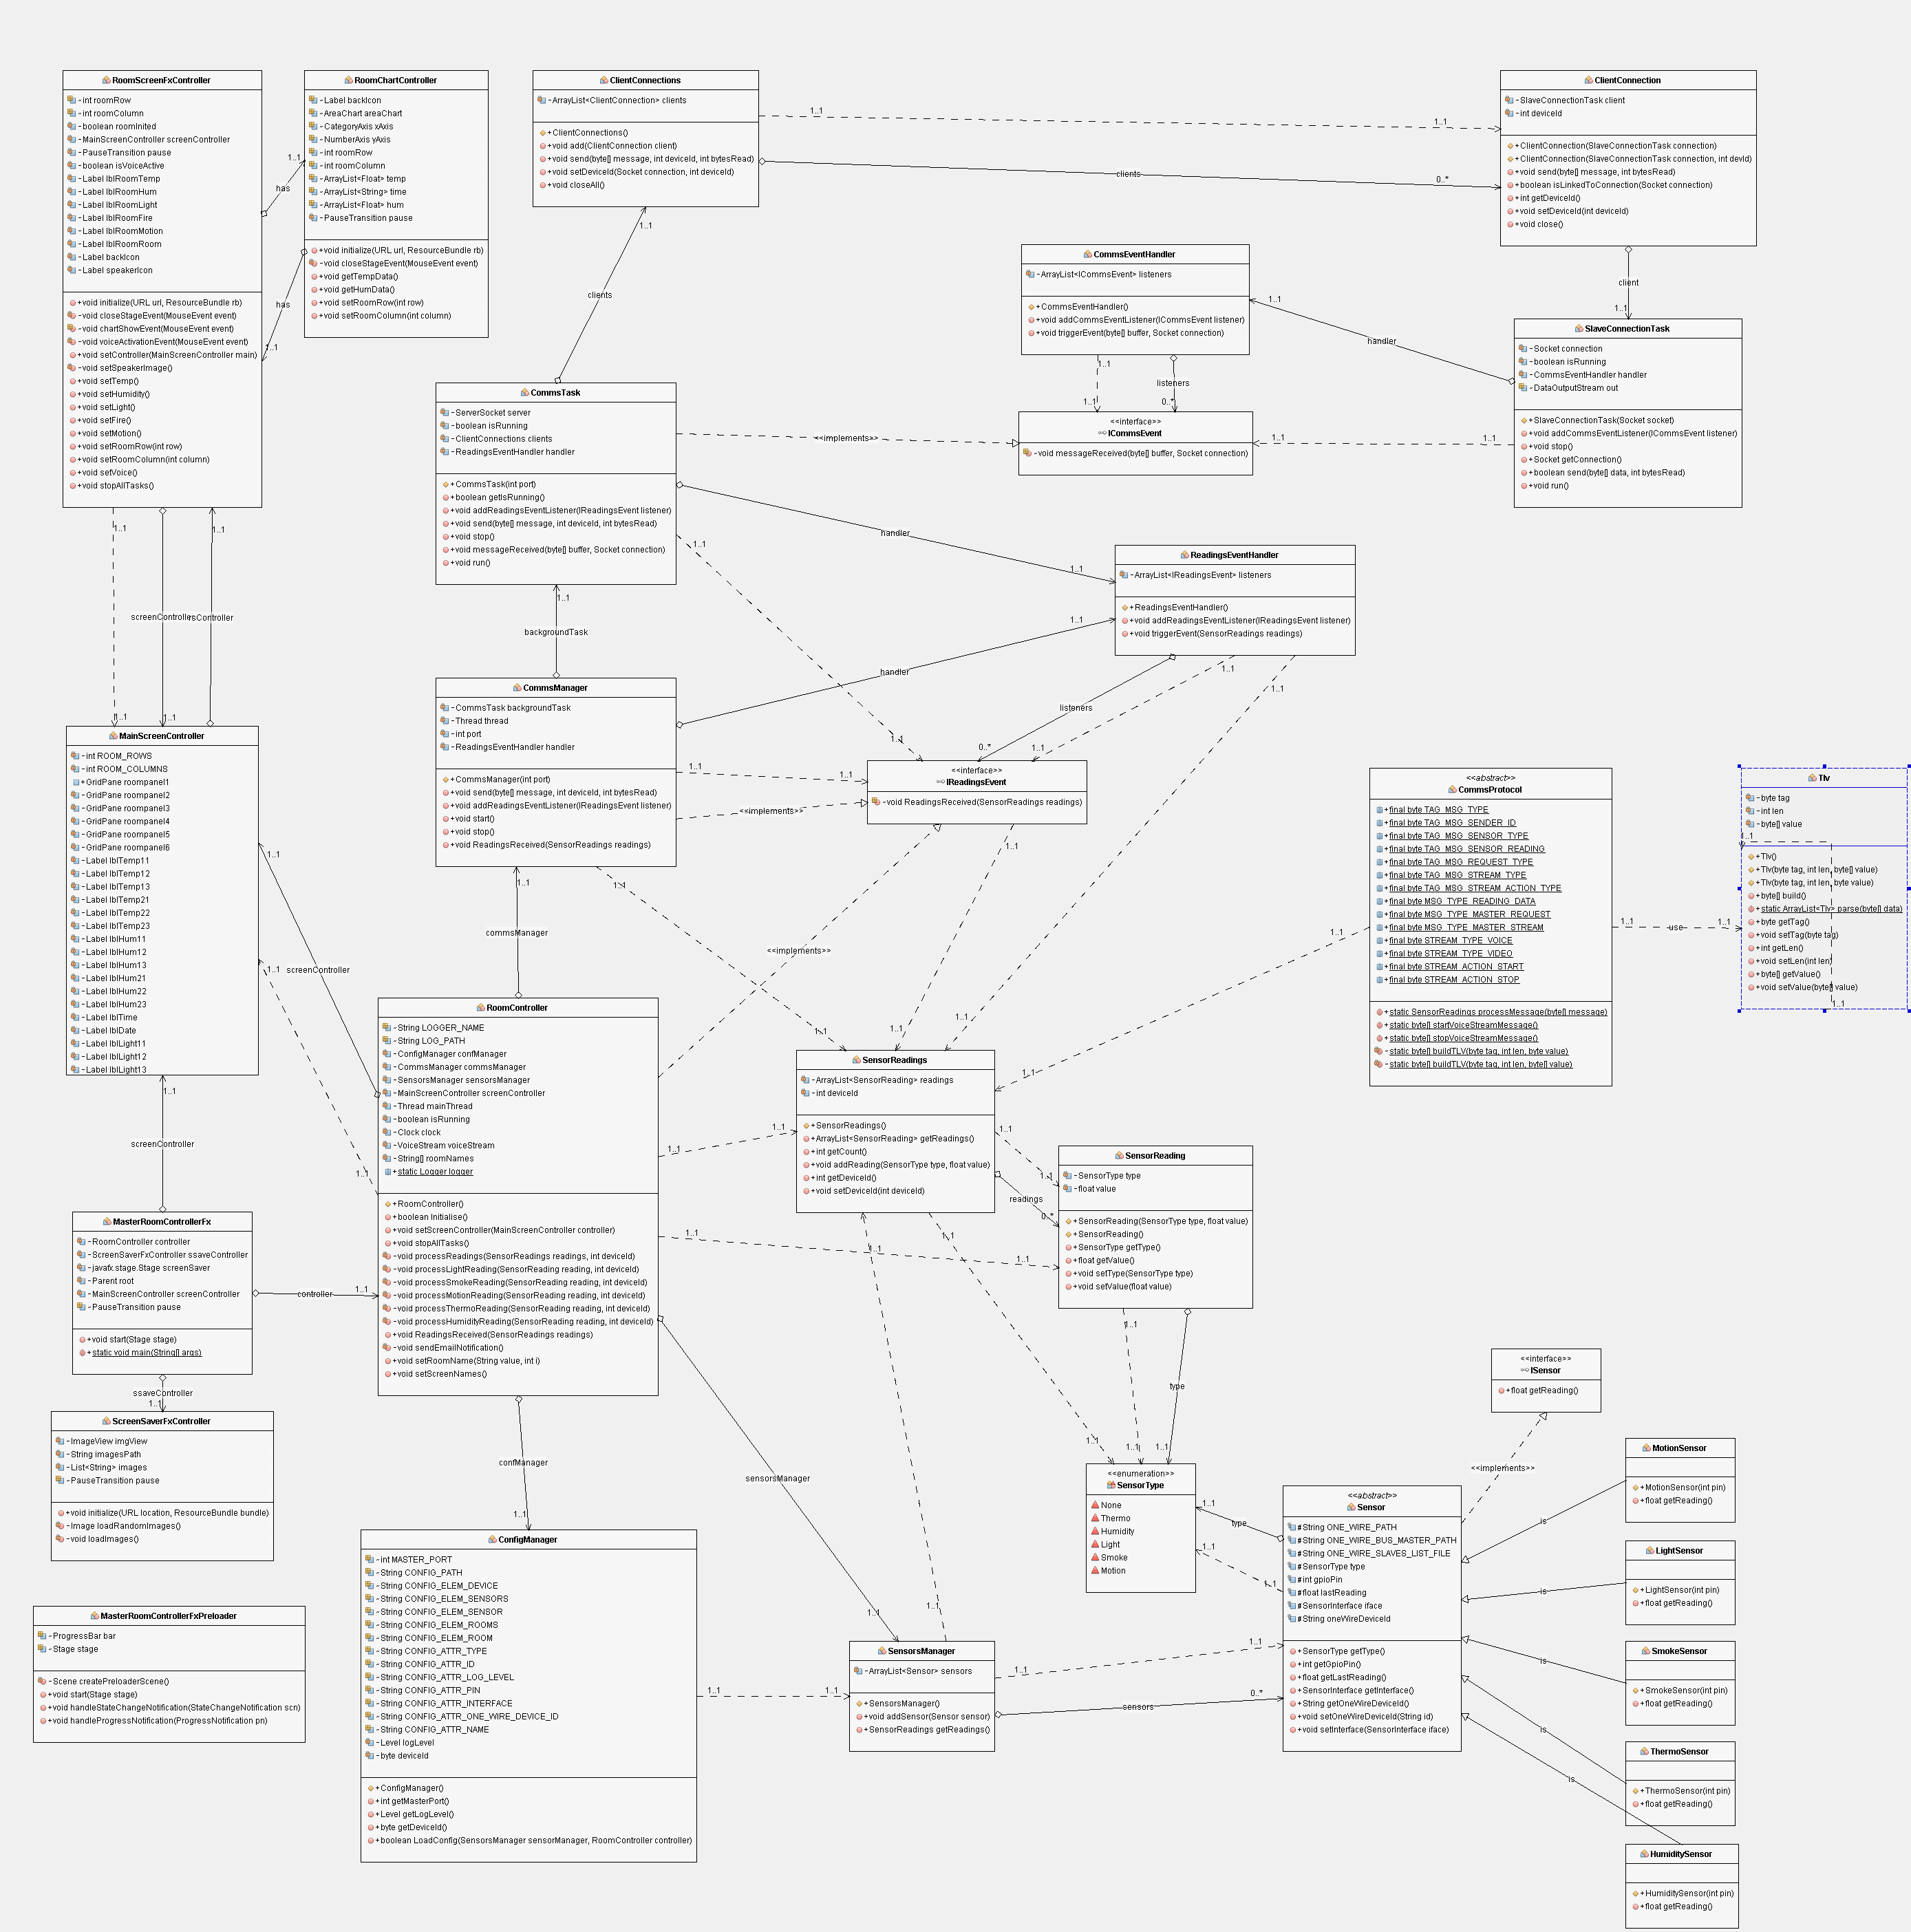 RoomScreenFxController
-int roomRow
-int roomColumn
-boolean roomInited
-MainScreenController screenController
-PauseTransition pause
-boolean isVoiceActive
-Label lblRoomTemp
-Label lblRoomHum
-Label lblRoomLight
-Label lblRoomFire
-Label lblRoomMotion
-Label lblRoomRoom
-Label backIcon
-Label speakerIcon
+void initialize(URL url, ResourceBundle rb)
-void closeStageEvent(MouseEvent event)
-void chartShowEvent(MouseEvent event)
-void voiceActivationEvent(MouseEvent event)
+void setController(MainScreenController main)
-void setSpeakerImage()
+void setTemp()
+void setHumidity()
+void setLight()
+void setFire()
+void setMotion()
+void setRoomRow(int row)
+void setRoomColumn(int column)
+void setVoice()
+void stopAllTasks()
1..1
has
has
1..1
RoomChartController
-Label backIcon
-AreaChart areaChart
-CategoryAxis xAxis
-NumberAxis yAxis
-int roomRow
-int roomColumn
-ArrayList<Float> temp
-ArrayList<String> time
-ArrayList<Float> hum
-PauseTransition pause
+void initialize(URL url, ResourceBundle rb)
-void closeStageEvent(MouseEvent event)
+void getTempData()
+void getHumData()
+void setRoomRow(int row)
+void setRoomColumn(int column)
ClientConnections
-ArrayList<ClientConnection> clients
+ClientConnections()
+void add(ClientConnection client)
+void send(byte[] message, int deviceId, int bytesRead)
+void setDeviceId(Socket connection, int deviceId)
+void closeAll()
1..1
1..1
clients
0..*
ClientConnection
-SlaveConnectionTask client
-int deviceId
+ClientConnection(SlaveConnectionTask connection)
+ClientConnection(SlaveConnectionTask connection, int devId)
+void send(byte[] message, int bytesRead)
+boolean isLinkedToConnection(Socket connection)
+int getDeviceId()
+void setDeviceId(int deviceId)
+void close()
client
1..1
1..1
clients
CommsEventHandler
-ArrayList<ICommsEvent> listeners
+CommsEventHandler()
+void addCommsEventListener(ICommsEvent listener)
+void triggerEvent(byte[] buffer, Socket connection)
1..1
handler
1..1
listeners
1..1
0..*
SlaveConnectionTask
-Socket connection
-boolean isRunning
-CommsEventHandler handler
-DataOutputStream out
+SlaveConnectionTask(Socket socket)
+void addCommsEventListener(ICommsEvent listener)
+void stop()
+Socket getConnection()
+boolean send(byte[] data, int bytesRead)
+void run()
<<interface>>
ICommsEvent
-void messageReceived(byte[] buffer, Socket connection)
1..1
1..1
<<implements>>
CommsTask
-ServerSocket server
-boolean isRunning
-ClientConnections clients
-ReadingsEventHandler handler
+CommsTask(int port)
+boolean getIsRunning()
+void addReadingsEventListener(IReadingsEvent listener)
+void send(byte[] message, int deviceId, int bytesRead)
+void stop()
+void messageReceived(byte[] buffer, Socket connection)
+void run()
handler
1..1
1..1
1..1
1..1
backgroundTask
ReadingsEventHandler
-ArrayList<IReadingsEvent> listeners
+ReadingsEventHandler()
+void addReadingsEventListener(IReadingsEvent listener)
+void triggerEvent(SensorReadings readings)
1..1
handler
1..1
1..1
listeners
0..*
1..1
1..1
1..1
screenController
rsController
1..1
1..1
1..1
CommsManager
-CommsTask backgroundTask
-Thread thread
-int port
-ReadingsEventHandler handler
+CommsManager(int port)
+void send(byte[] message, int deviceId, int bytesRead)
+void addReadingsEventListener(IReadingsEvent listener)
+void start()
+void stop()
+void ReadingsReceived(SensorReadings readings)
1..1
1..1
<<implements>>
<<interface>>
IReadingsEvent
-void ReadingsReceived(SensorReadings readings)
MainScreenController
-int ROOM_ROWS
-int ROOM_COLUMNS
+GridPane roompanel1
-GridPane roompanel2
-GridPane roompanel3
-GridPane roompanel4
-GridPane roompanel5
-GridPane roompanel6
-Label lblTemp11
-Label lblTemp12
-Label lblTemp13
-Label lblTemp21
-Label lblTemp22
-Label lblTemp23
-Label lblHum11
-Label lblHum12
-Label lblHum13
-Label lblHum21
-Label lblHum22
-Label lblHum23
-Label lblTime
-Label lblDate
-Label lblLight11
-Label lblLight12
-Label lblLight13
1..1
screenController
1..1
1..1
1..1
screenController
1..1
commsManager
1..1
1..1
<<implements>>
1..1
1..1
1..1
<<abstract>>
CommsProtocol
+final byte TAG_MSG_TYPE
+final byte TAG_MSG_SENDER_ID
+final byte TAG_MSG_SENSOR_TYPE
+final byte TAG_MSG_SENSOR_READING
+final byte TAG_MSG_REQUEST_TYPE
+final byte TAG_MSG_STREAM_TYPE
+final byte TAG_MSG_STREAM_ACTION_TYPE
+final byte MSG_TYPE_READING_DATA
+final byte MSG_TYPE_MASTER_REQUEST
+final byte MSG_TYPE_MASTER_STREAM
+final byte STREAM_TYPE_VOICE
+final byte STREAM_TYPE_VIDEO
+final byte STREAM_ACTION_START
+final byte STREAM_ACTION_STOP
+static SensorReadings processMessage(byte[] message)
+static byte[] startVoiceStreamMessage()
+static byte[] stopVoiceStreamMessage()
-static byte[] buildTLV(byte tag, int len, byte value)
-static byte[] buildTLV(byte tag, int len, byte[] value)
1..1
use
1..1
1..1
1..1
Tlv
-byte tag
-int len
-byte[] value
1..1
+Tlv()
+Tlv(byte tag, int len, byte[] value)
+Tlv(byte tag, int len, byte value)
+byte[] build()
+static ArrayList<Tlv> parse(byte[] data)
+byte getTag()
+void setTag(byte tag)
+int getLen()
+void setLen(int len)
+byte[] getValue()
+void setValue(byte[] value)
1..1
RoomController
-String LOGGER_NAME
-String LOG_PATH
-ConfigManager confManager
-CommsManager commsManager
-SensorsManager sensorsManager
-MainScreenController screenController
-Thread mainThread
-boolean isRunning
-Clock clock
-VoiceStream voiceStream
-String[] roomNames
+static Logger logger
+RoomController()
+boolean Initialise()
+void setScreenController(MainScreenController controller)
+void stopAllTasks()
-void processReadings(SensorReadings readings, int deviceId)
-void processLightReading(SensorReading reading, int deviceId)
-void processSmokeReading(SensorReading reading, int deviceId)
-void processMotionReading(SensorReading reading, int deviceId)
-void processThermoReading(SensorReading reading, int deviceId)
-void processHumidityReading(SensorReading reading, int deviceId)
+void ReadingsReceived(SensorReadings readings)
-void sendEmailNotification()
+void setRoomName(String value, int i)
+void setScreenNames()
1..1
1..1
1..1
1..1
SensorReadings
-ArrayList<SensorReading> readings
-int deviceId
+SensorReadings()
+ArrayList<SensorReading> getReadings()
+int getCount()
+void addReading(SensorType type, float value)
+int getDeviceId()
+void setDeviceId(int deviceId)
1..1
1..1
readings
0..*
SensorReading
-SensorType type
-float value
+SensorReading(SensorType type, float value)
+SensorReading()
+SensorType getType()
+float getValue()
+void setType(SensorType type)
+void setValue(float value)
1..1
1..1
1..1
type
1..1
1..1
1..1
MasterRoomControllerFx
-RoomController controller
-ScreenSaverFxController ssaveController
-javafx.stage.Stage screenSaver
-Parent root
-MainScreenController screenController
-PauseTransition pause
+void start(Stage stage)
+static void main(String[] args)
controller
1..1
ssaveController
1..1
ScreenSaverFxController
-ImageView imgView
-String imagesPath
-List<String> images
-PauseTransition pause
+void initialize(URL location, ResourceBundle bundle)
-Image loadRandomImages()
-void loadImages()
confManager
1..1
sensorsManager
1..1
1..1
MasterRoomControllerFxPreloader
-ProgressBar bar
-Stage stage
-Scene createPreloaderScene()
+void start(Stage stage)
+void handleStateChangeNotification(StateChangeNotification scn)
+void handleProgressNotification(ProgressNotification pn)
ConfigManager
-int MASTER_PORT
-String CONFIG_PATH
-String CONFIG_ELEM_DEVICE
-String CONFIG_ELEM_SENSORS
-String CONFIG_ELEM_SENSOR
-String CONFIG_ELEM_ROOMS
-String CONFIG_ELEM_ROOM
-String CONFIG_ATTR_TYPE
-String CONFIG_ATTR_ID
-String CONFIG_ATTR_LOG_LEVEL
-String CONFIG_ATTR_PIN
-String CONFIG_ATTR_INTERFACE
-String CONFIG_ATTR_ONE_WIRE_DEVICE_ID
-String CONFIG_ATTR_NAME
-Level logLevel
-byte deviceId
+ConfigManager()
+int getMasterPort()
+Level getLogLevel()
+byte getDeviceId()
+boolean LoadConfig(SensorsManager sensorManager, RoomController controller)
1..1
1..1
SensorsManager
-ArrayList<Sensor> sensors
+SensorsManager()
+void addSensor(Sensor sensor)
+SensorReadings getReadings()
1..1
1..1
sensors
0..*
<<enumeration>>
SensorType
None
Thermo
Humidity
Light
Smoke
Motion
1..1
type
1..1
1..1
<<interface>>
ISensor
+float getReading()
<<implements>>
<<abstract>>
Sensor
#String ONE_WIRE_PATH
#String ONE_WIRE_BUS_MASTER_PATH
#String ONE_WIRE_SLAVES_LIST_FILE
#SensorType type
#int gpioPin
#float lastReading
#SensorInterface iface
#String oneWireDeviceId
+SensorType getType()
+int getGpioPin()
+float getLastReading()
+SensorInterface getInterface()
+String getOneWireDeviceId()
+void setOneWireDeviceId(String id)
+void setInterface(SensorInterface iface)
is
is
is
is
is
MotionSensor
+MotionSensor(int pin)
+float getReading()
LightSensor
+LightSensor(int pin)
+float getReading()
SmokeSensor
+SmokeSensor(int pin)
+float getReading()
ThermoSensor
+ThermoSensor(int pin)
+float getReading()
HumiditySensor
+HumiditySensor(int pin)
+float getReading()